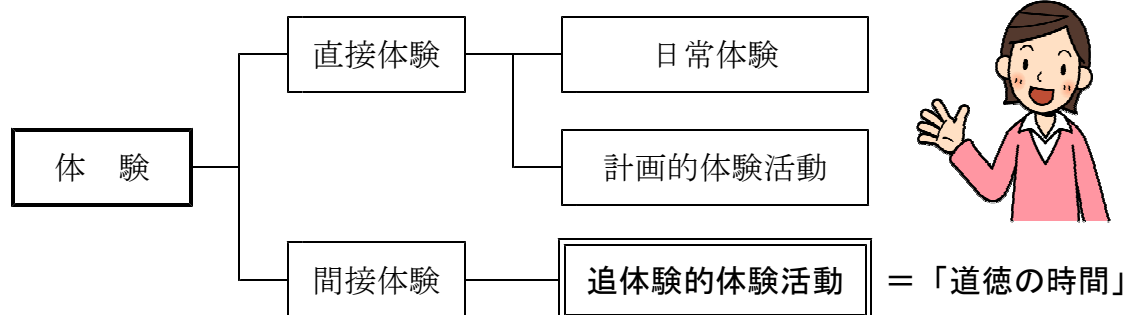 直接体験
日常体験
体　験
計画的体験活動
間接体験
追体験的体験活動
＝「道徳の時間」